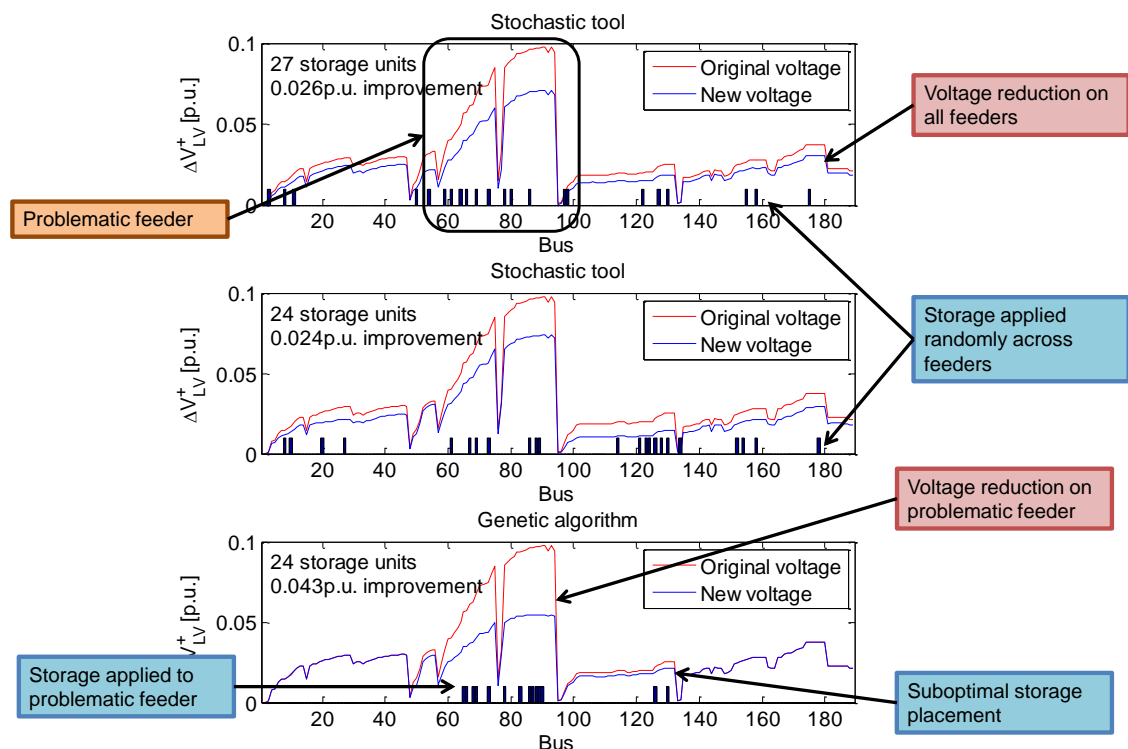 Stochastic tool
0.1
0.05
0
ΔV⁺LV [p.u.]
27 storage units
0.026p.u. improvement
Original voltage
New voltage
20 40 60 80 100 120 140 160 180
Bus
Problematic feeder
Voltage reduction on
all feeders
Stochastic tool
0.1
0.05
0
ΔV⁺LV [p.u.]
24 storage units
0.024p.u. improvement
Original voltage
New voltage
20 40 60 80 100 120 140 160 180
Bus
Storage applied
randomly across
feeders
Genetic algorithm
0.1
0.05
0
V⁺LV [p.u.]
24 storage units
0.043p.u. improvement
Original voltage
New voltage
20 40 60 80 100 120 140 160 180
Bus
Voltage reduction on
problematic feeder
Storage applied to
problematic feeder
Suboptimal storage
placement